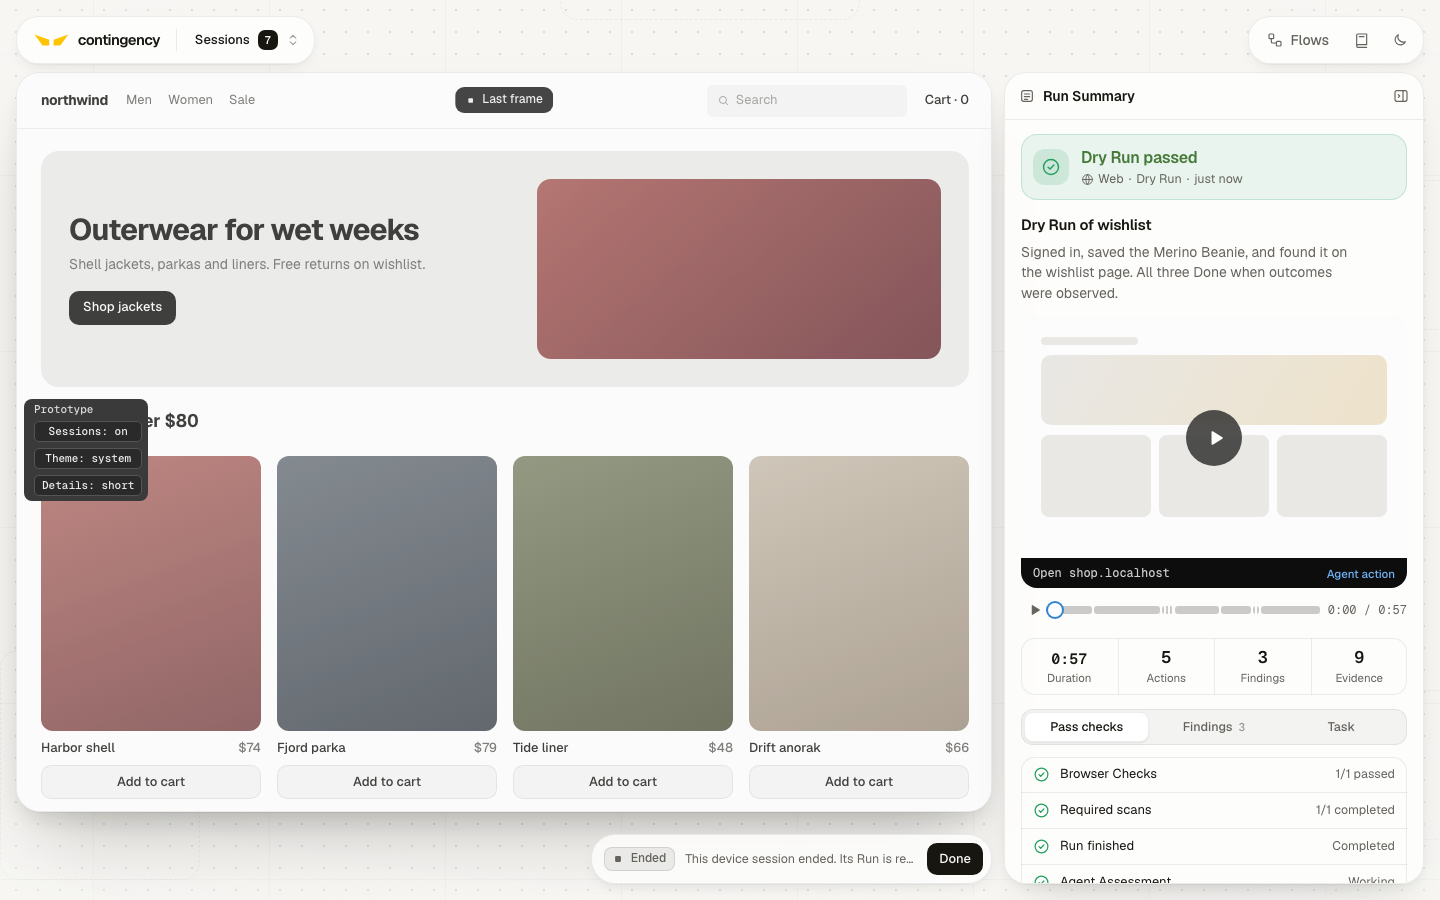 contingency
Sessions 7
Flows
northwind Men Women Sale
Last frame
Search
Cart · 0
Outerwear for wet weeks
Shell jackets, parkas and liners. Free returns on wishlist.
Shop jackets
er $80
Prototype
Sessions: on
Theme: system
Details: short
Harbor shell $74
Fjord parka $79
Tide liner $48
Drift anorak $66
Add to cart
Add to cart
Add to cart
Add to cart
Ended
This device session ended. Its Run is re…
Done
Run Summary
Dry Run passed
Web · Dry Run · just now
Dry Run of wishlist
Signed in, saved the Merino Beanie, and found it on
the wishlist page. All three Done when outcomes
were observed.
Open shop.localhost
Agent action
0:00 / 0:57
0:57 5 3 9
Duration Actions Findings Evidence
Pass checks Findings 3 Task
Browser Checks 1/1 passed
Required scans 1/1 completed
Run finished Completed
Agent Assessment Working